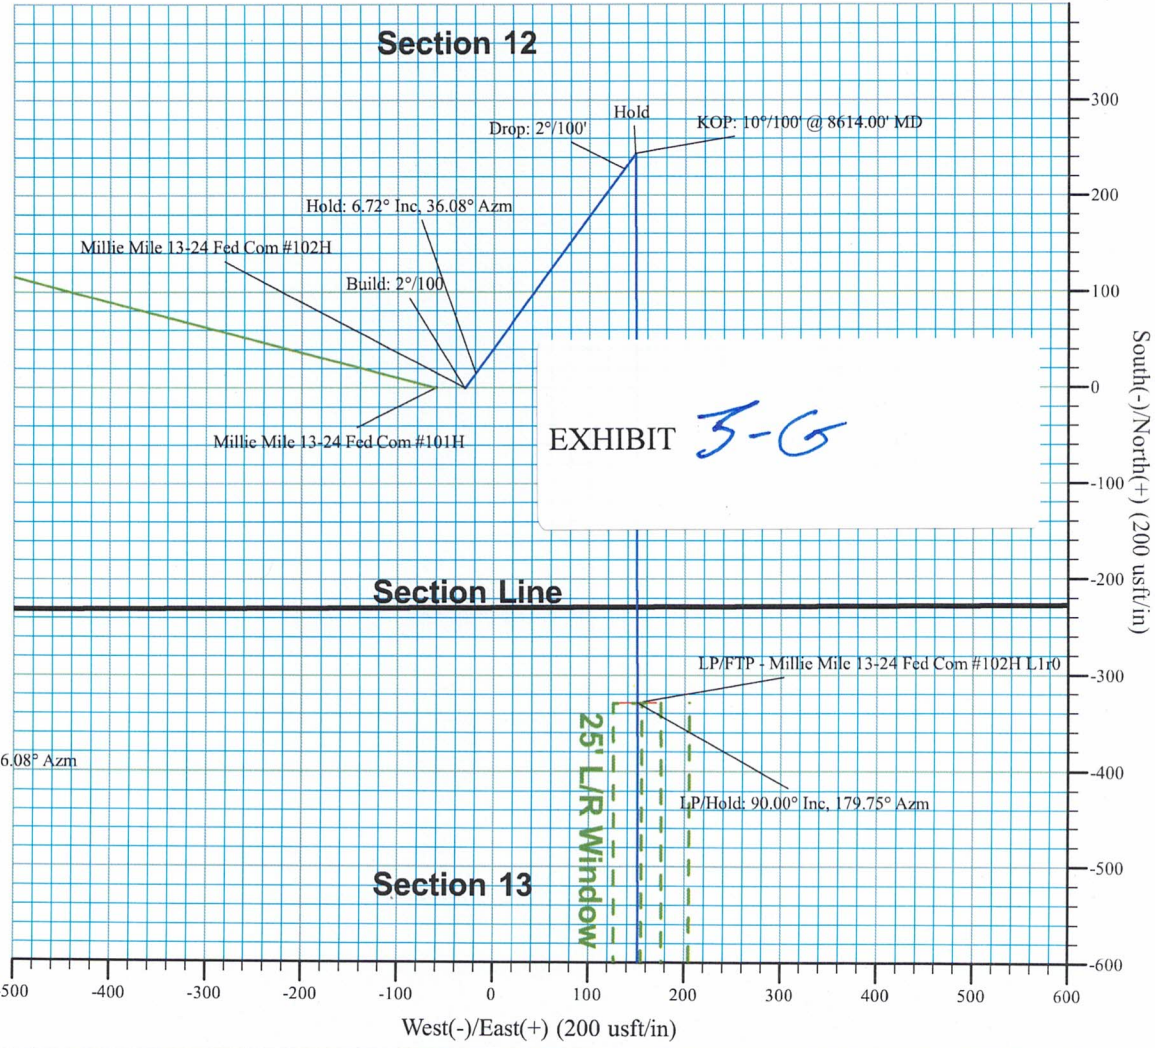 Section 12
300
Hold
KOP: 10°/100' @ 8614.00' MD
Drop: 2°/100'
200
Hold: 6.72° Inc, 36.08° Azm
Millie Mile 13-24 Fed Com #102H
Build: 2°/100
100
0
Millie Mile 13-24 Fed Com #101H
EXHIBIT 3-G
-100
South(-)/North(+) (200 usft/in)
-200
Section Line
LP/FTP - Millie Mile 13-24 Fed Com #102H L1r0
-300
25' L/R Window
6.08° Azm
-400
LP/Hold: 90.00° Inc, 179.75° Azm
-500
Section 13
-600
500 -400 -300 -200 -100 0 100 200 300 400 500 600
West(-)/East(+) (200 usft/in)